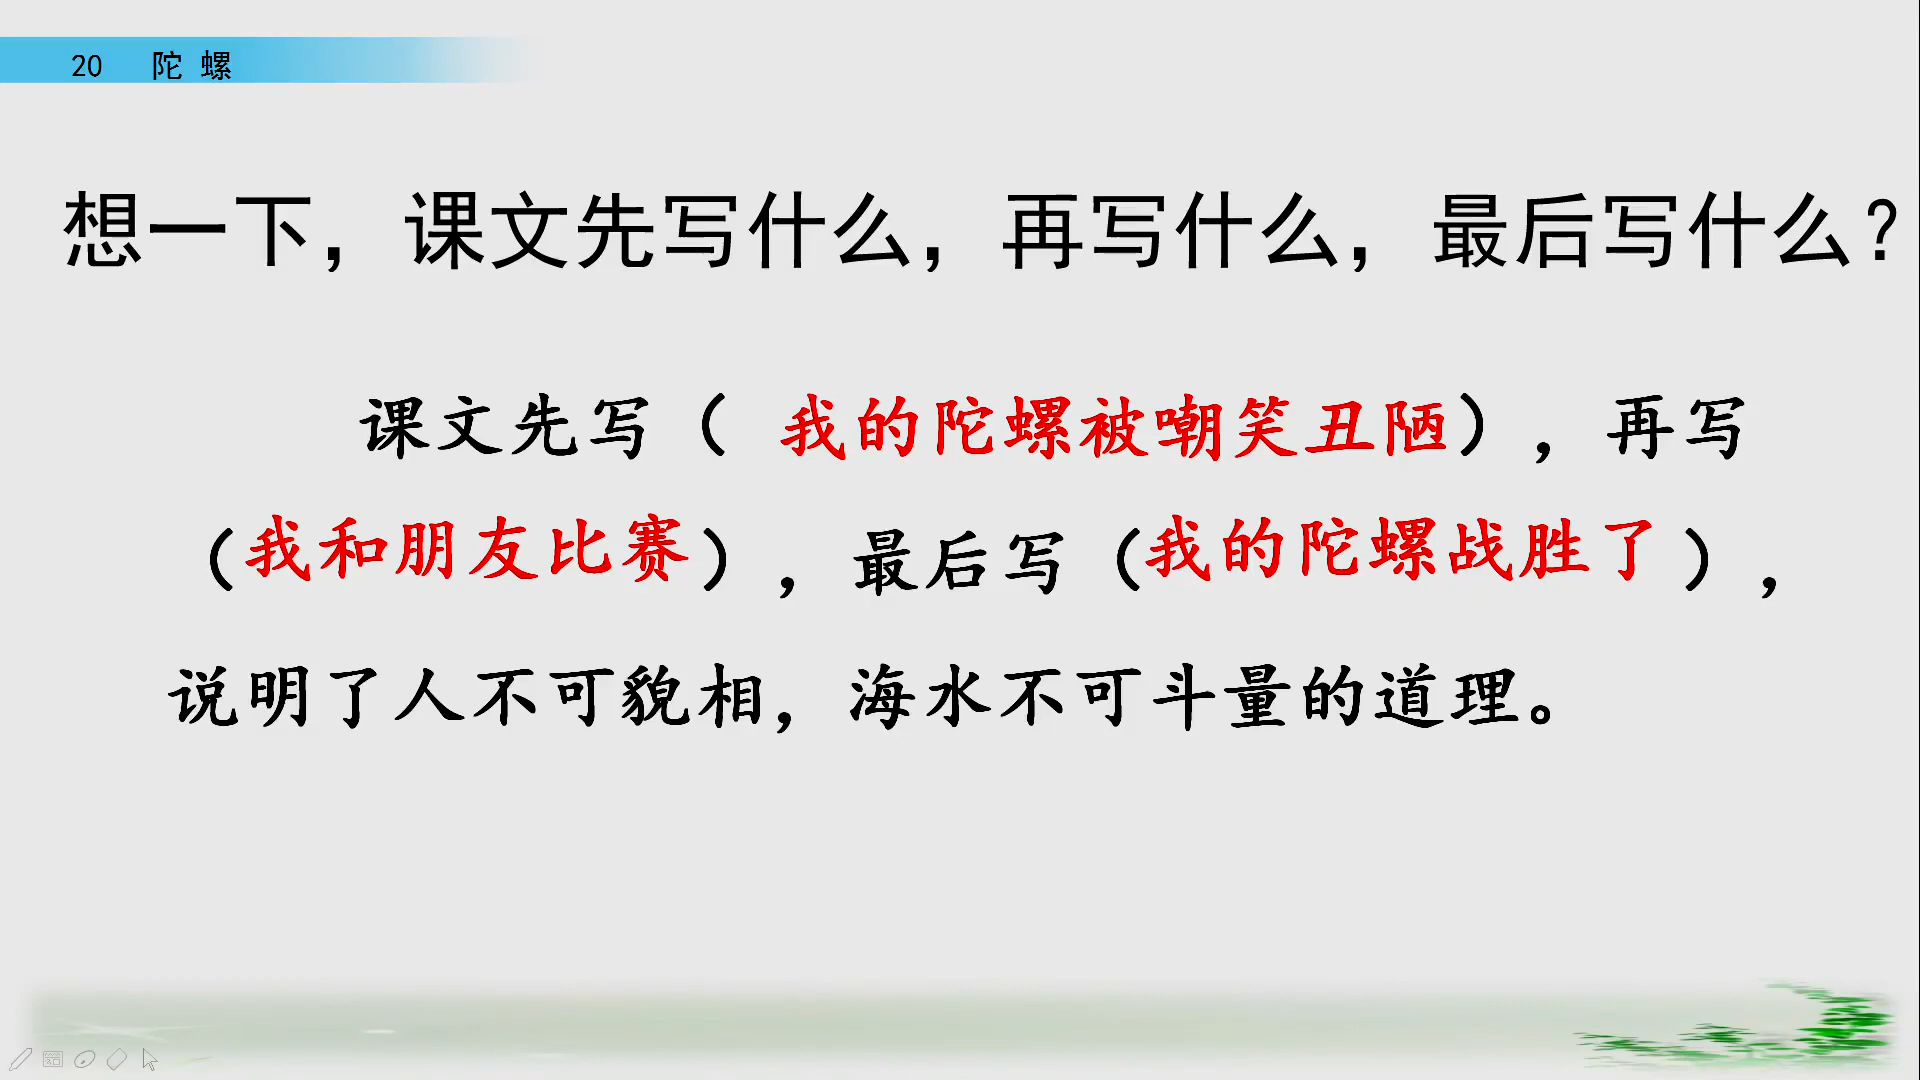 20 陀 螺
想一下，课文先写什么，再写什么，最后写什么？
课文先写（ 我的陀螺被嘲笑丑陋），再写
（我和朋友比赛），最后写（我的陀螺战胜了 ），
说明了人不可貌相，海水不可斗量的道理。